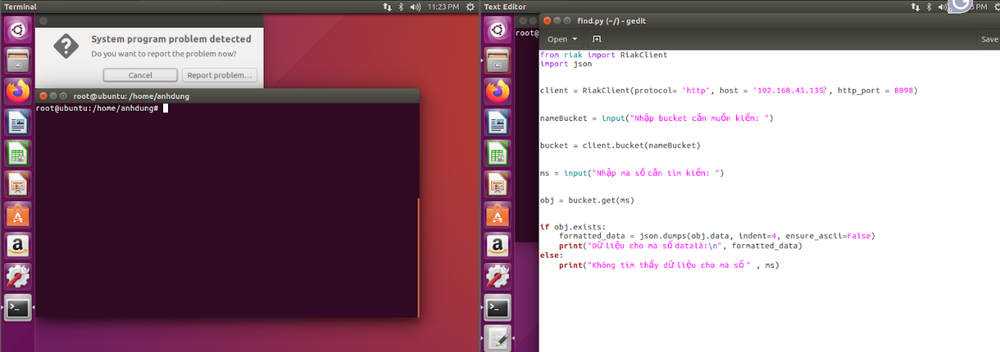 Terminal
11:23 PM
System program problem detected
Do you want to report the problem now?
Cancel
Report problem...
root@ubuntu: /home/anhdung
root@ubuntu:/home/anhdung#
Text Editor
3 PM
find.py (~/) - gedit
root@
Open
Save
from riak import RiakClient
import json
client = RiakClient(protocol= 'http', host = '192.168.45.135', http_port = 8098)
nameBucket = input("Nhập bucket cần muốn kiếm: ")
bucket = client.bucket(nameBucket)
ms = input("Nhập mã số cần tìm kiếm: ")
obj = bucket.get(ms)
if obj.exists:
    formatted_data = json.dumps(obj.data, indent=4, ensure_ascii=False)
    print("Dữ liệu cho mã số datalà:\n", formatted_data)
else:
    print("Không tìm thấy dữ liệu cho mã số " , ms)